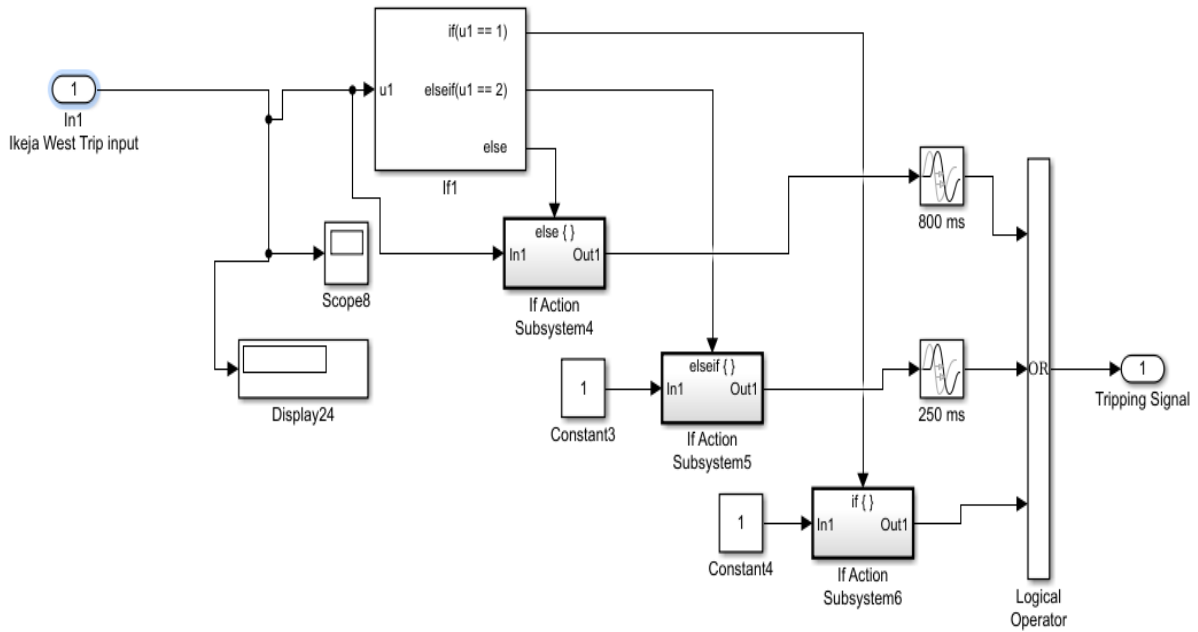 if(u1 == 1)
1
u1
elseif(u1 == 2)
In1
Ikeja West Trip input
else
If1
800 ms
else { }
In1
Out1
Scope8
If Action
Subsystem4
elseif { }
1
In1
Out1
OR
1
Display24
250 ms
Tripping Signal
Constant3
If Action
Subsystem5
if { }
1
In1
Out1
Constant4
If Action
Subsystem6
Logical
Operator